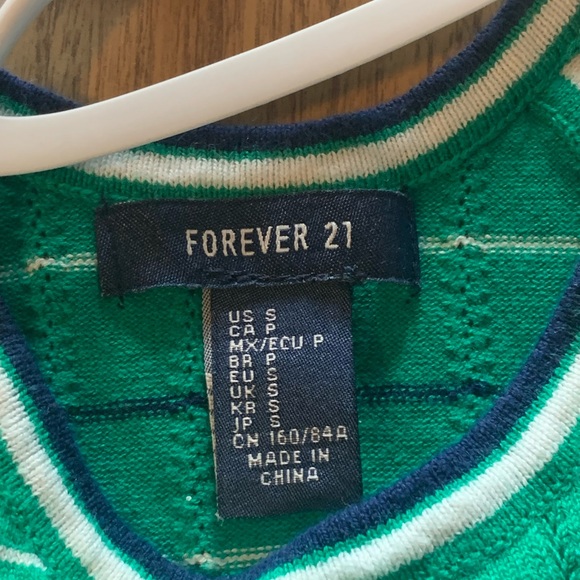 FOREVER 21
US S
CA P
MX/ECU P
BR P
EU S
UK S
KR S
JP S
CN 160/84A
MADE IN
CHINA